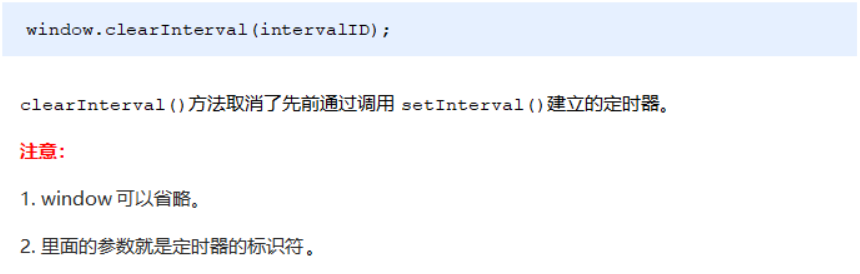 window.clearInterval(intervalID);
clearInterval()方法取消了先前通过调用 setInterval()建立的定时器。
注意：
1. window 可以省略。
2. 里面的参数就是定时器的标识符 。